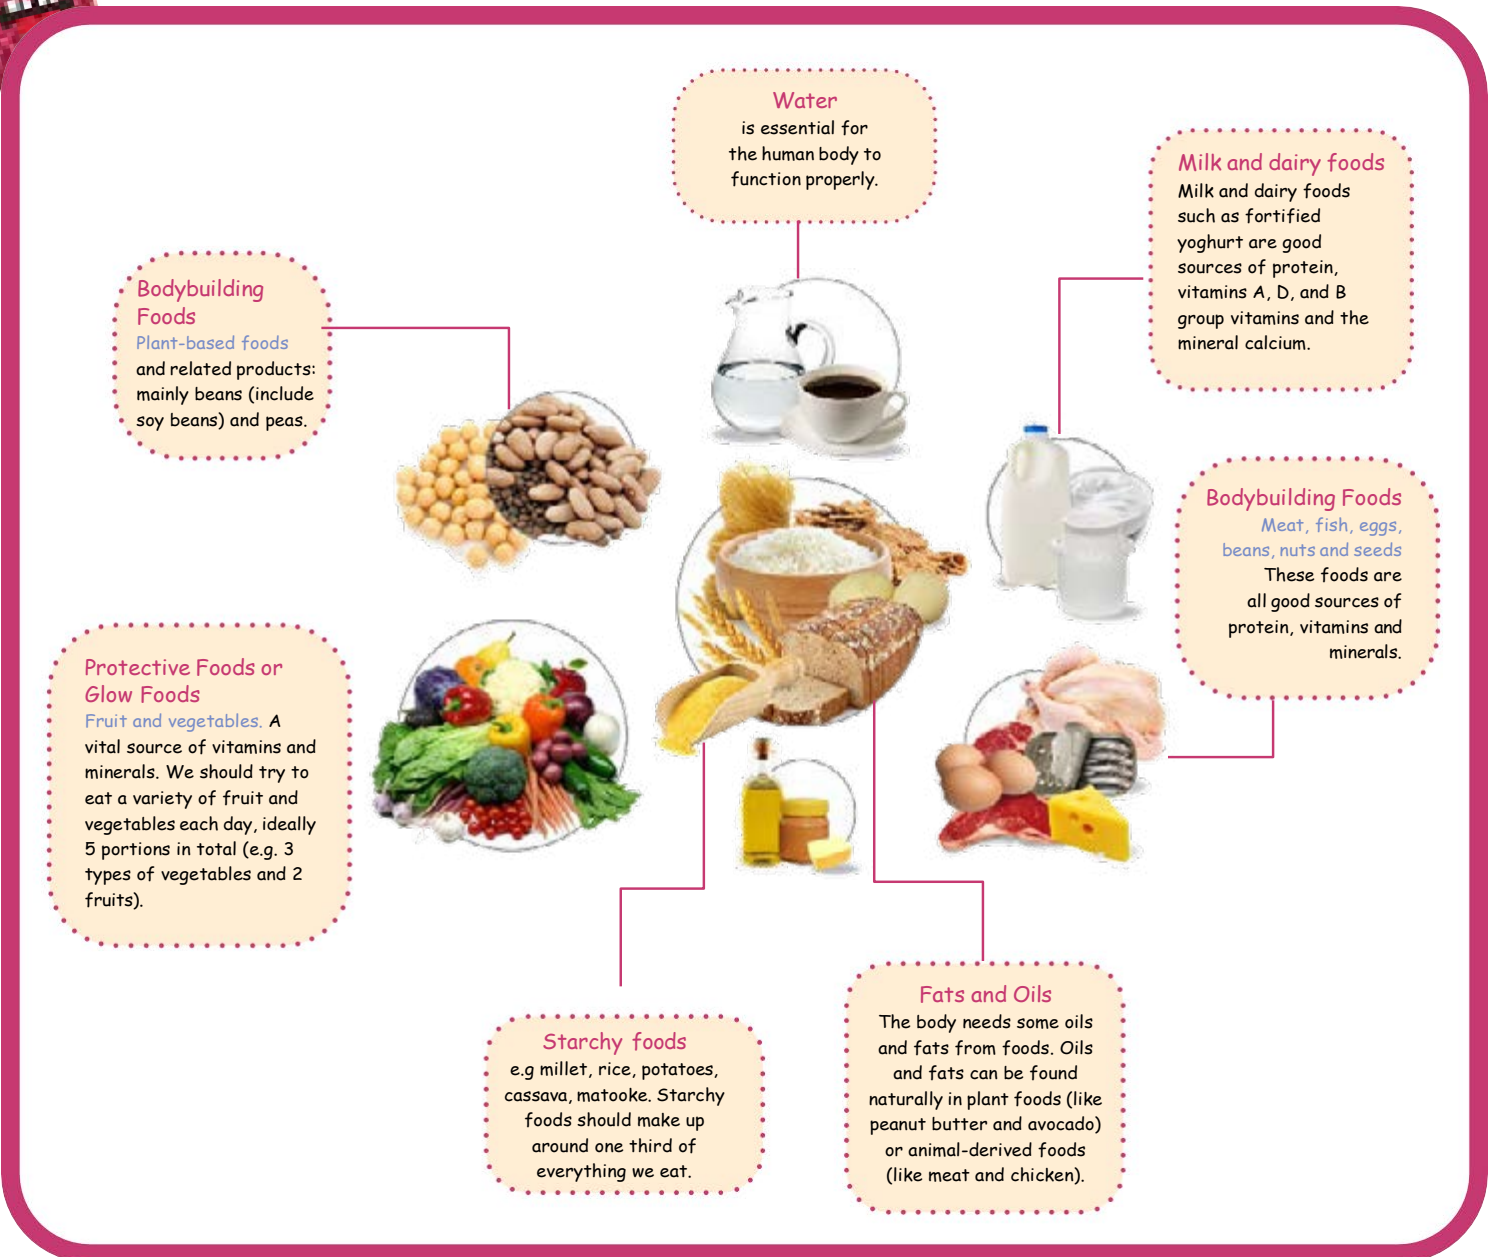 Water
is essential for
the human body to
function properly.
Milk and dairy foods
Milk and dairy foods
such as fortified
yoghurt are good
sources of protein,
vitamins A, D, and B
group vitamins and the
mineral calcium.
Bodybuilding
Foods
Plant-based foods
and related products:
mainly beans (include
soy beans) and peas.
Bodybuilding Foods
Meat, fish, eggs,
beans, nuts and seeds
These foods are
all good sources of
protein, vitamins and
minerals.
Protective Foods or
Glow Foods
Fruit and vegetables. A
vital source of vitamins and
minerals. We should try to
eat a variety of fruit and
vegetables each day, ideally
5 portions in total (e.g. 3
types of vegetables and 2
fruits).
Starchy foods
e.g millet, rice, potatoes,
cassava, matooke. Starchy
foods should make up
around one third of
everything we eat.
Fats and Oils
The body needs some oils
and fats from foods. Oils
and fats can be found
naturally in plant foods (like
peanut butter and avocado)
or animal-derived foods
(like meat and chicken).